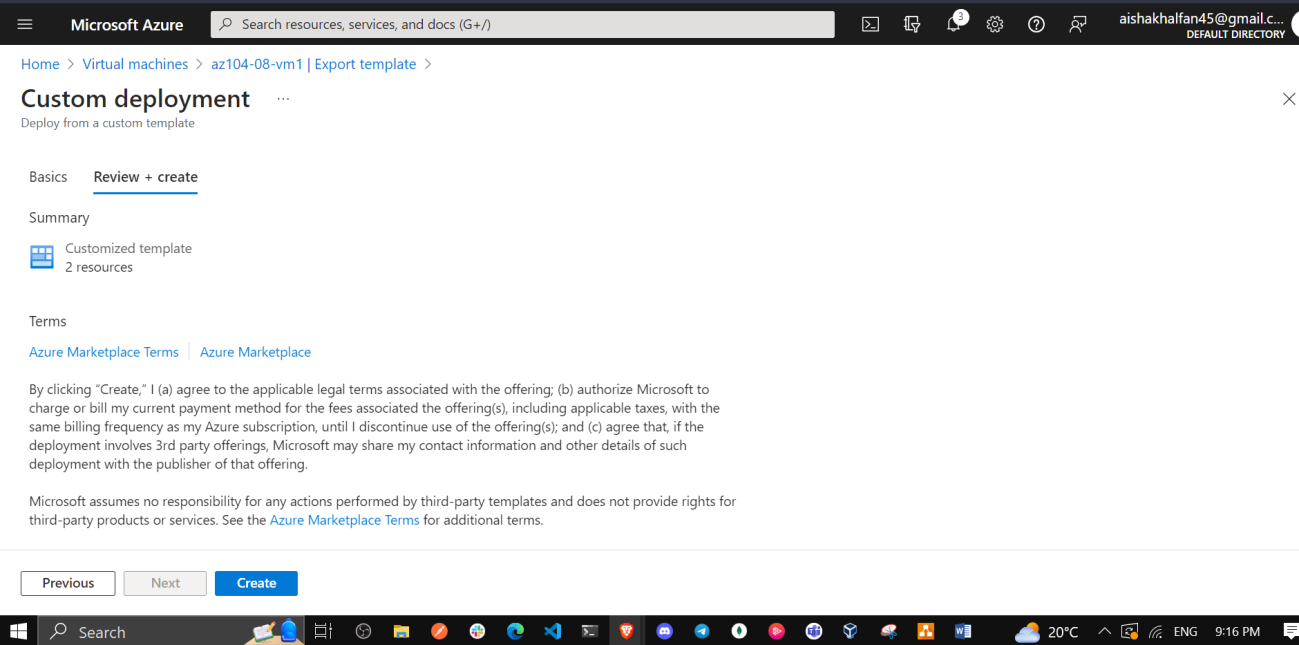 Microsoft Azure
Search resources, services, and docs (G+/)
3
aishakhalfan45@gmail.c...
DEFAULT DIRECTORY
Home > Virtual machines > az104-08-vm1 | Export template >
Custom deployment ...
Deploy from a custom template
Basics Review + create
Summary
Customized template
2 resources
Terms
Azure Marketplace Terms | Azure Marketplace
By clicking “Create,” I (a) agree to the applicable legal terms associated with the offering; (b) authorize Microsoft to
charge or bill my current payment method for the fees associated the offering(s), including applicable taxes, with the
same billing frequency as my Azure subscription, until I discontinue use of the offering(s); and (c) agree that, if the
deployment involves 3rd party offerings, Microsoft may share my contact information and other details of such
deployment with the publisher of that offering.
Microsoft assumes no responsibility for any actions performed by third-party templates and does not provide rights for
third-party products or services. See the Azure Marketplace Terms for additional terms.
Previous Next Create
Search
20°C ENG 9:16 PM